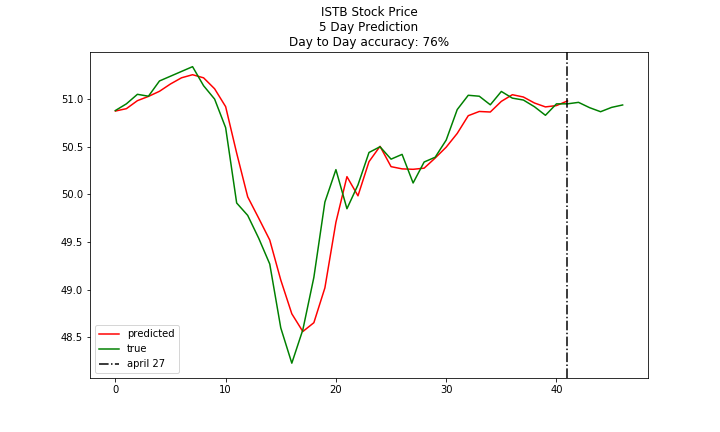 ISTB Stock Price
5 Day Prediction
Day to Day accuracy: 76%
51.0
50.5
50.0
49.5
49.0
48.5
predicted
true
april 27
0 10 20 30 40